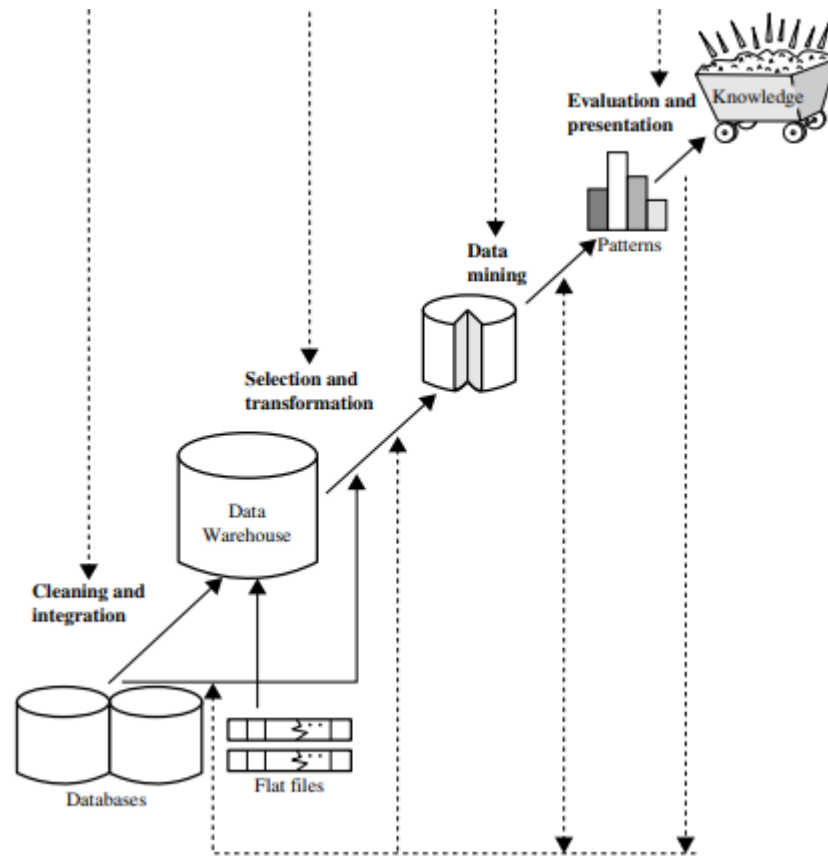 Evaluation and
presentation
Knowledge
Patterns
Data
mining
Selection and
transformation
Data
Warehouse
Cleaning and
integration
Databases
Flat files